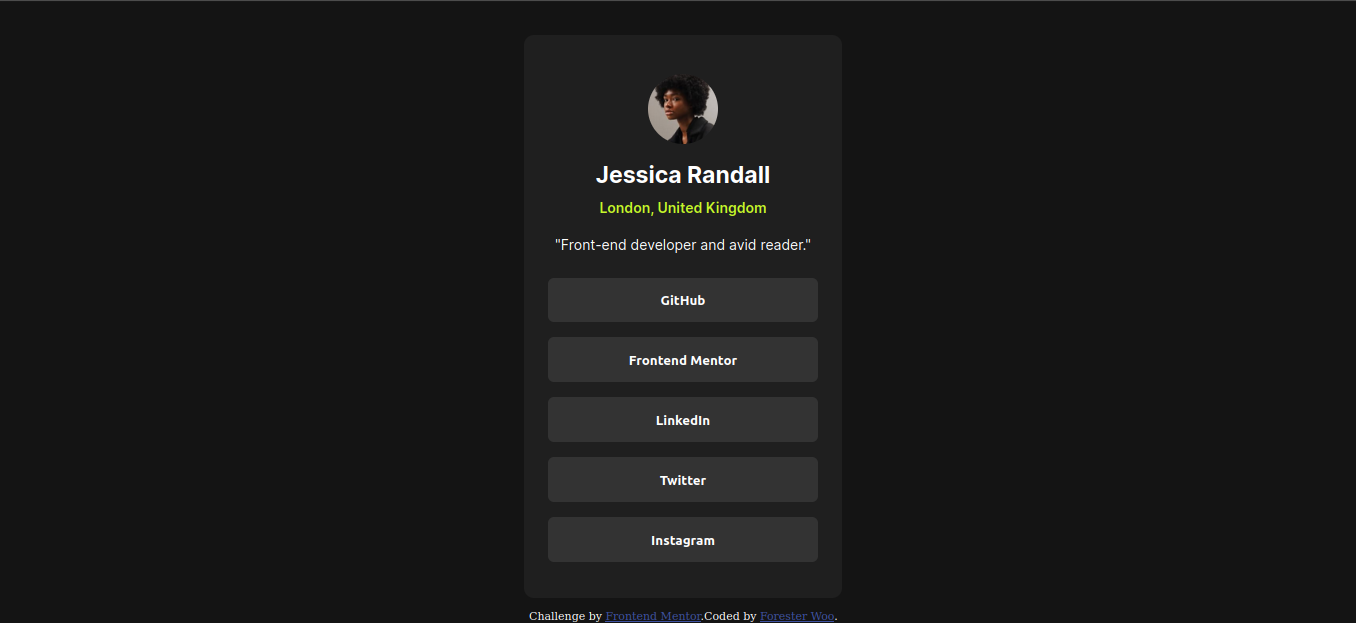 Jessica Randall
London, United Kingdom
"Front-end developer and avid reader."
GitHub
Frontend Mentor
LinkedIn
Twitter
Instagram
Challenge by Frontend Mentor.Coded by Forester Woo.